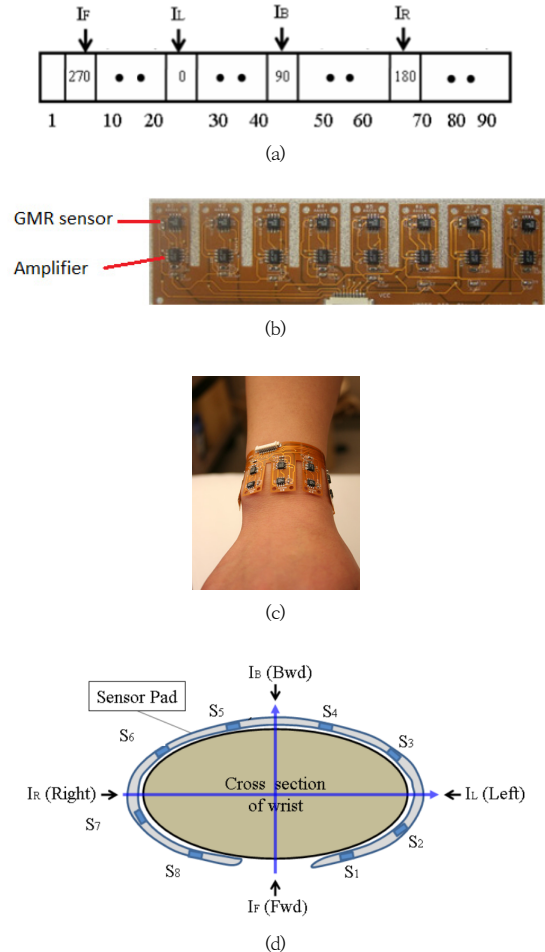 IF IL IB IR
270 0 90 180
1 10 20 30 40 50 60 70 80 90
(a)
GMR sensor
Amplifier
VCC
(b)
(c)
IB (Bwd)
Sensor Pad
S5 S4
S6 S3
Cross section
of wrist
IR (Right) IL (Left)
S7 S2
S8 S1
IF (Fwd)
(d)